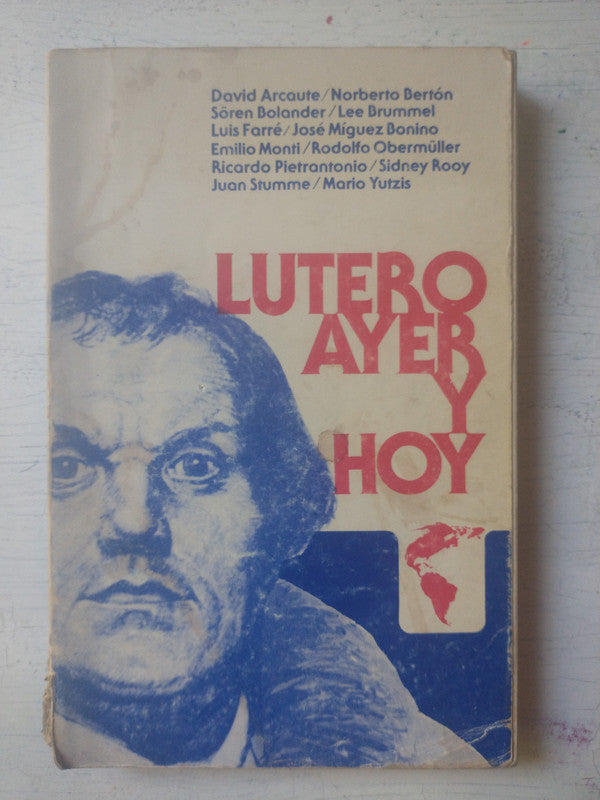 David Arcaute/Norberto Bertón
Sören Bolander/Lee Brummel
Luis Farré/José Míguez Bonino
Emilio Monti/Rodolfo Obermüller
Ricardo Pietrantonio/Sidney Rooy
Juan Stumme/Mario Yutzis
LUTERO
AYER
Y
HOY